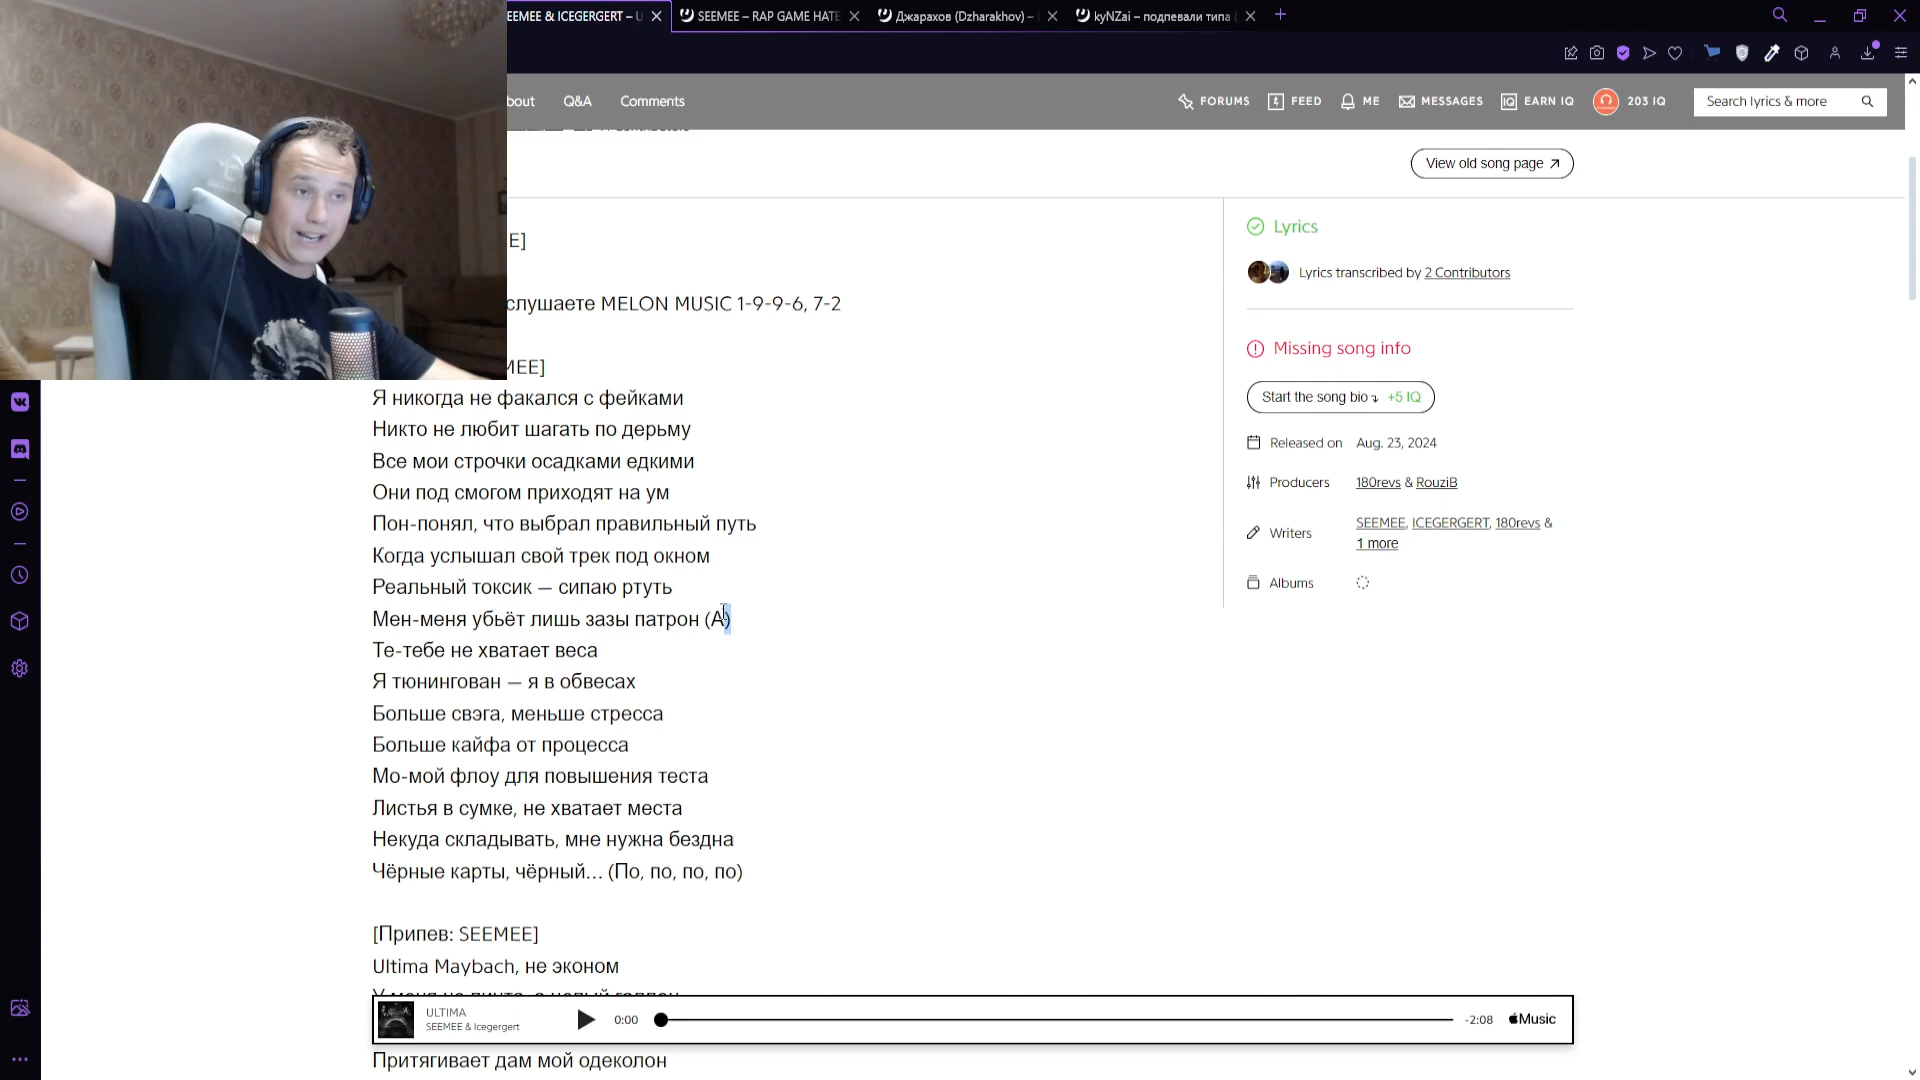 EEMEE & ICEGERGERT – U
SEEMEE – RAP GAME HATE
Джарахов (Dzharakhov) –
kyNZai – подпевали типа
bout
Q&A
Comments
FORUMS
FEED
ME
MESSAGES
EARN IQ
203 IQ
Search lyrics & more
View old song page
E]
слушаете MELON MUSIC 1-9-9-6, 7-2
MEE]
Я никогда не факался с фейками
Никто не любит шагать по дерьму
Все мои строчки осадками едкими
Они под смогом приходят на ум
Пон-понял, что выбрал правильный путь
Когда услышал свой трек под окном
Реальный токсик — сипаю ртуть
Мен-меня убьёт лишь зазы патрон (А)
Те-тебе не хватает веса
Я тюнингован — я в обвесах
Больше свэга, меньше стресса
Больше кайфа от процесса
Мо-мой флоу для повышения теста
Листья в сумке, не хватает места
Некуда складывать, мне нужна бездна
Чёрные карты, чёрный... (По, по, по, по)
[Припев: SEEMEE]
Ultima Maybach, не эконом
Притягивает дам мой одеколон
Lyrics
Lyrics transcribed by 2 Contributors
Missing song info
Start the song bio +5 IQ
Released on Aug. 23, 2024
Producers 180revs & RouziB
Writers SEEMEE, ICEGERGERT, 180revs &
1 more
Albums
ULTIMA
SEEMEE & Icegergert
0:00
-2:08
Music